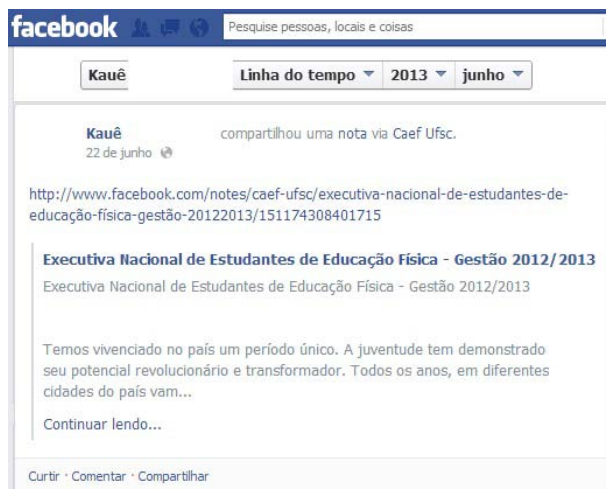 facebook Pesquise pessoas, locais e coisas
Kauê Linha do tempo 2013 junho
Kauê compartilhou uma nota via Caef Ufsc.
22 de junho
http://www.facebook.com/notes/caef-ufsc/executiva-nacional-de-estudantes-de-
educação-física-gestão-20122013/151174308401715
Executiva Nacional de Estudantes de Educação Física - Gestão 2012/2013
Executiva Nacional de Estudantes de Educação Física - Gestão 2012/2013
Temos vivenciado no país um período único. A juventude tem demonstrado
seu potencial revolucionário e transformador. Todos os anos, em diferentes
cidades do país vam...
Continuar lendo...
Curtir · Comentar · Compartilhar